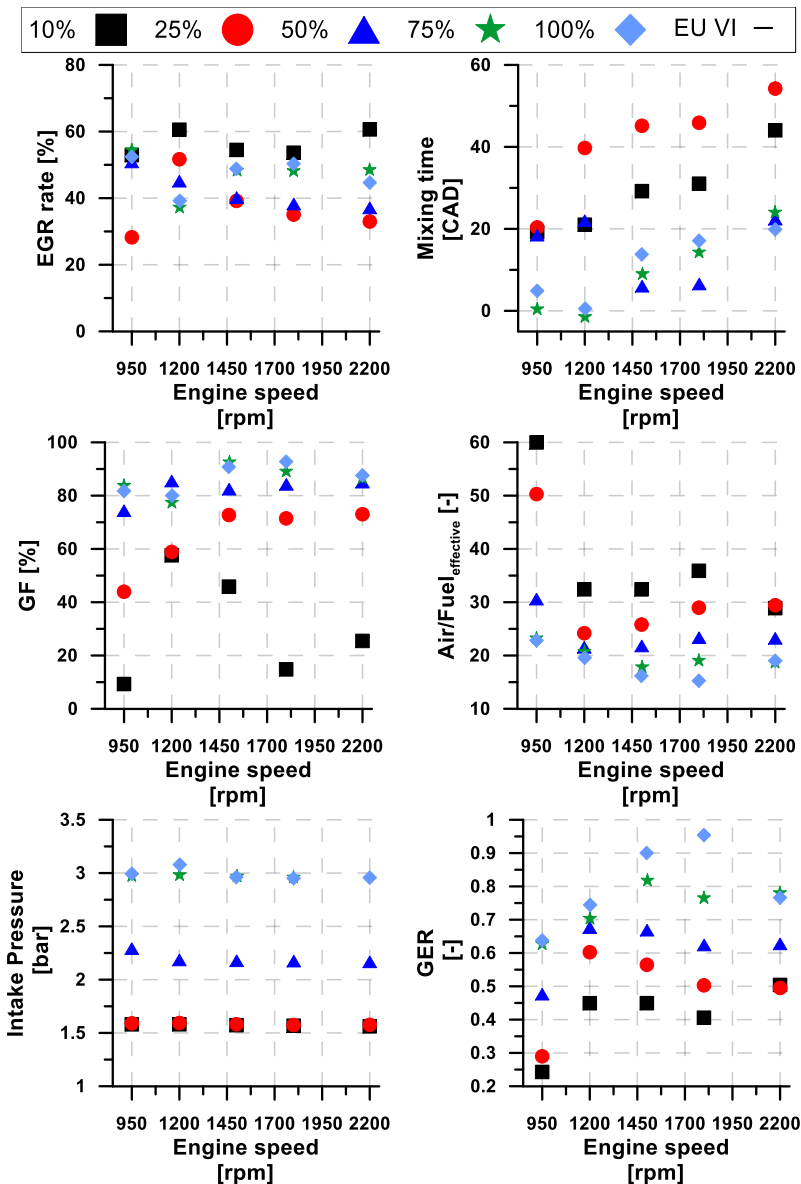 10% 25% 50% 75% 100% EU VI
80
60
40
20
0
EGR rate [%]
950 1200 1450 1700 1950 2200
Engine speed
[rpm]
60
40
20
0
Mixing time
[CAD]
950 1200 1450 1700 1950 2200
Engine speed
[rpm]
100
80
60
40
20
0
GF [%]
950 1200 1450 1700 1950 2200
Engine speed
[rpm]
60
50
40
30
20
10
Air/Fuel effective [-]
950 1200 1450 1700 1950 2200
Engine speed
[rpm]
3.5
3
2.5
2
1.5
1
Intake Pressure
[bar]
950 1200 1450 1700 1950 2200
Engine speed
[rpm]
1
0.9
0.8
0.7
0.6
0.5
0.4
0.3
0.2
GER
[-]
950 1200 1450 1700 1950 2200
Engine speed
[rpm]